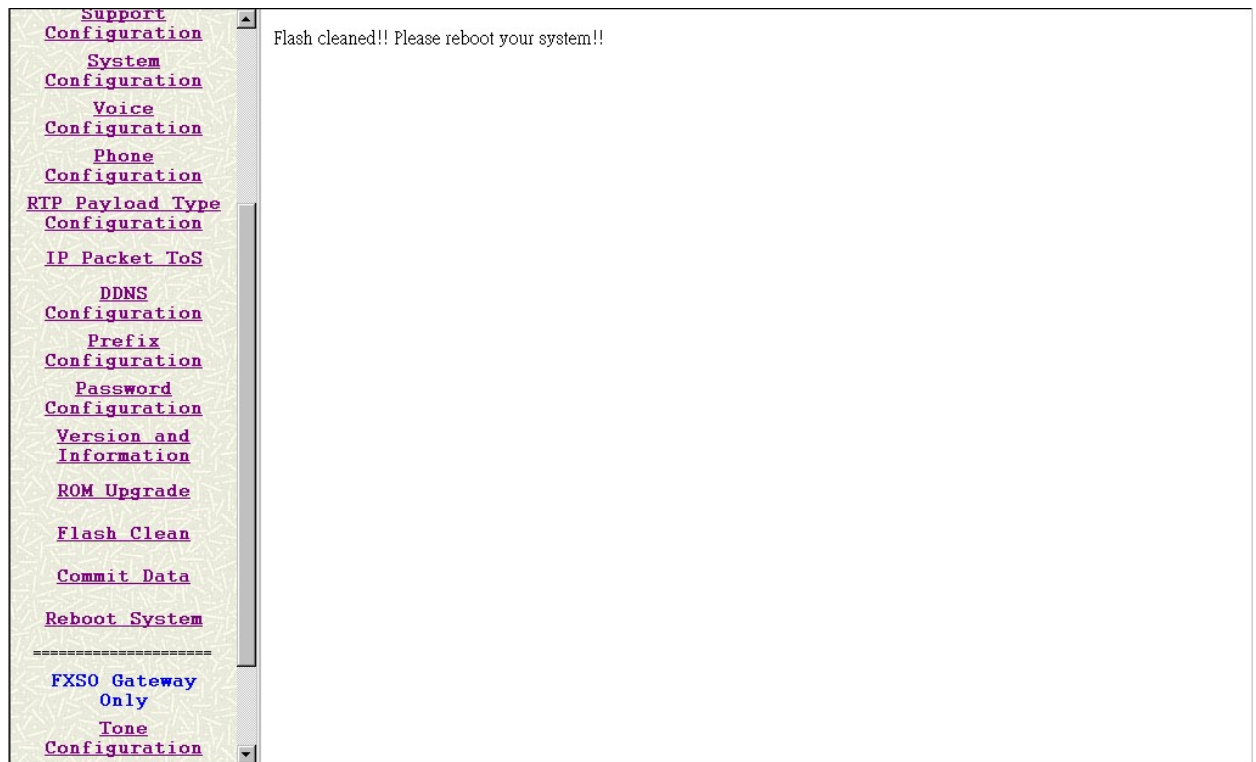 Support
Configuration
System
Configuration
Voice
Configuration
Phone
Configuration
RTP Payload Type
Configuration
IP Packet ToS
DDNS
Configuration
Prefix
Configuration
Password
Configuration
Version and
Information
ROM Upgrade
Flash Clean
Commit Data
Reboot System
=====================
FXSO Gateway
Only
Tone
Configuration
Flash cleaned!! Please reboot your system!!